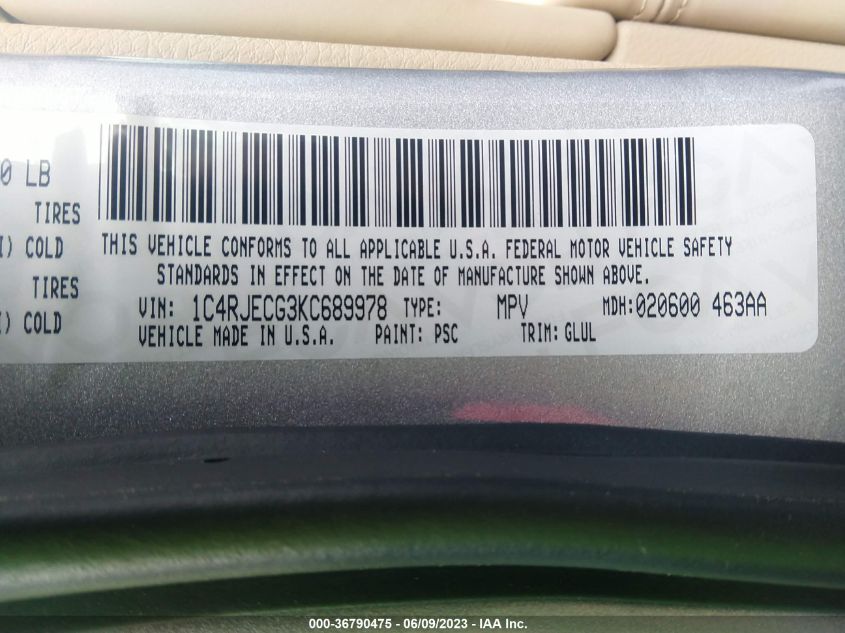 0 LB
TIRES
I) COLD
TIRES
I) COLD
THIS VEHICLE CONFORMS TO ALL APPLICABLE U.S.A. FEDERAL MOTOR VEHICLE SAFETY
STANDARDS IN EFFECT ON THE DATE OF MANUFACTURE SHOWN ABOVE.
VIN: 1C4RJECG3KC689978 TYPE: MPV MDH:020600 463AA
VEHICLE MADE IN U.S.A. PAINT: PSC TRIM: GLUL
000-36790475 - 06/09/2023 - IAA Inc.